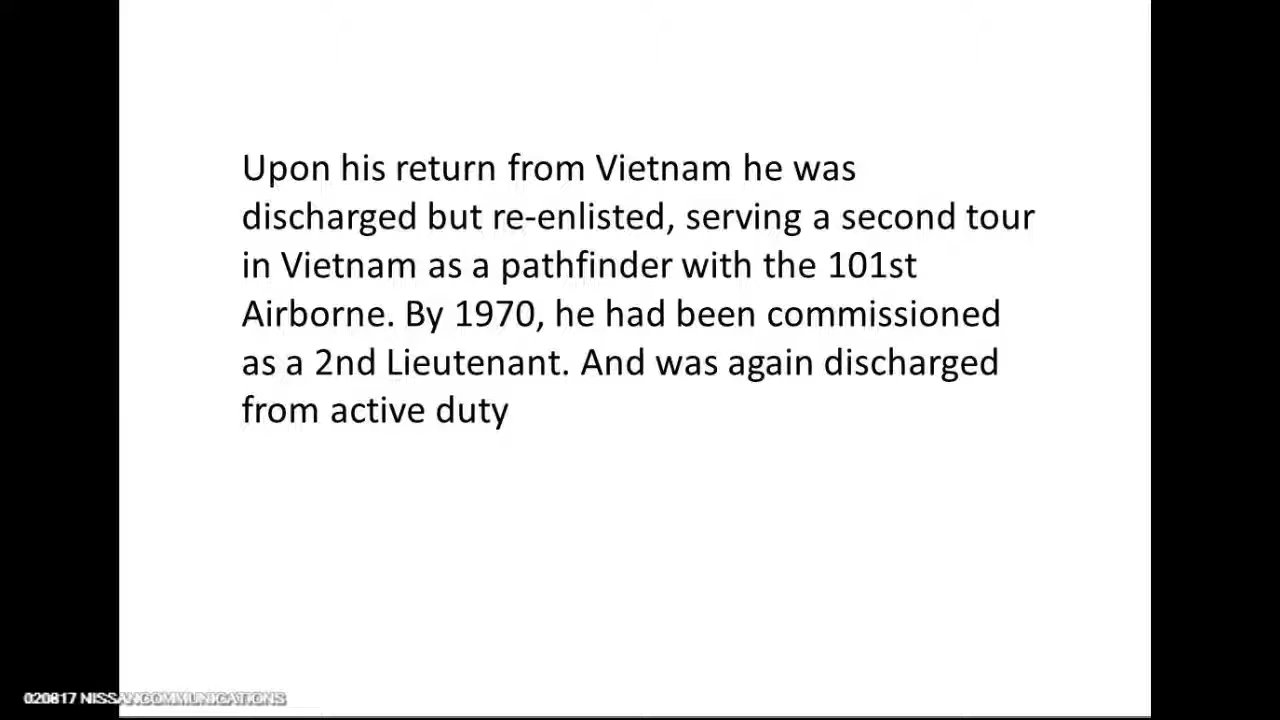 Upon his return from Vietnam he was
discharged but re-enlisted, serving a second tour
in Vietnam as a pathfinder with the 101st
Airborne. By 1970, he had been commissioned
as a 2nd Lieutenant. And was again discharged
from active duty
020817 NISSANCOMMUNICATIONS